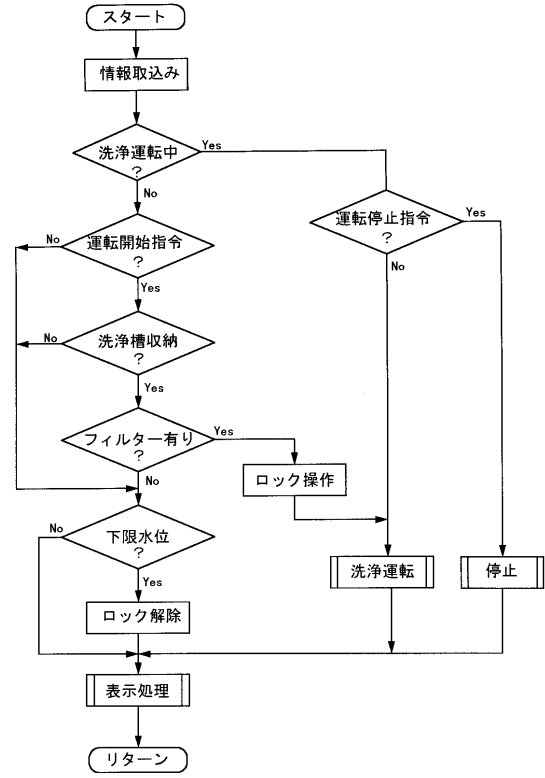 スタート
情報取込み
洗浄運転中
?
Yes
No
運転開始指令
?
No
Yes
運転停止指令
?
Yes
No
洗浄槽収納
?
No
Yes
フィルター有り
?
Yes
No
ロック操作
下限水位
?
No
Yes
洗浄運転
停止
ロック解除
表示処理
リターン